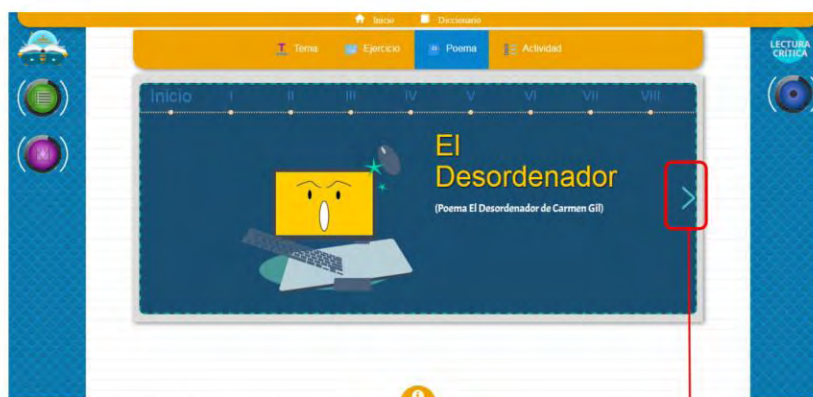 Inicio Diccionario
LECTURA
CRÍTICA
Tema Ejercicio Poema Actividad
Inicio I II III IV V VI VII VIII
El
Desordenador
(Poema El Desordenador de Carmen Gil)